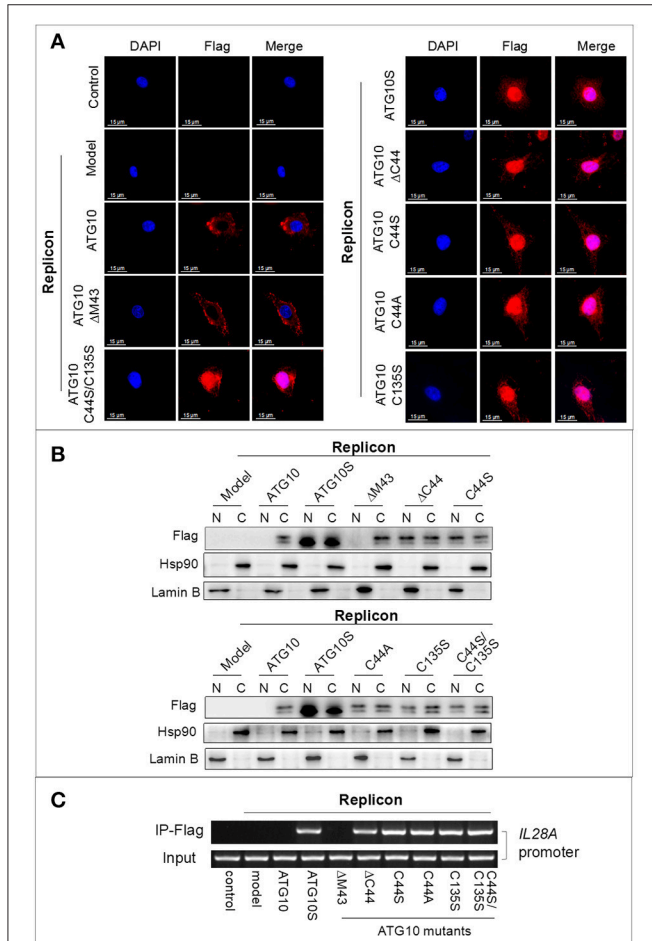 A
DAPI Flag Merge
Control
15 µm 15 µm 15 µm
Replicon
Model
15 µm 15 µm 15 µm
ATG10
15 µm 15 µm 15 µm
ATG10
ΔM43
15 µm 15 µm 15 µm
ATG10
C44S/C135S
15 µm 15 µm 15 µm
DAPI Flag Merge
Replicon
ATG10S
15 µm 15 µm 15 µm
ATG10
ΔC44
15 µm 15 µm 15 µm
ATG10
C44S
15 µm 15 µm 15 µm
ATG10
C44A
15 µm 15 µm 15 µm
ATG10
C135S
15 µm 15 µm 15 µm
B
Replicon
Model ATG10 ATG10S ΔM43 ΔC44 C44S
N C N C N C N C N C N C
Flag
Hsp90
Lamin B
Replicon
Model ATG10 ATG10S C44A C135S C44S/C135S
N C N C N C N C N C N C
Flag
Hsp90
Lamin B
C
Replicon
IP-Flag
Input
IL28A
promoter
control model ATG10 ATG10S ΔM43 ΔC44 C44S C44A C135S C44S/C135S
ATG10 mutants